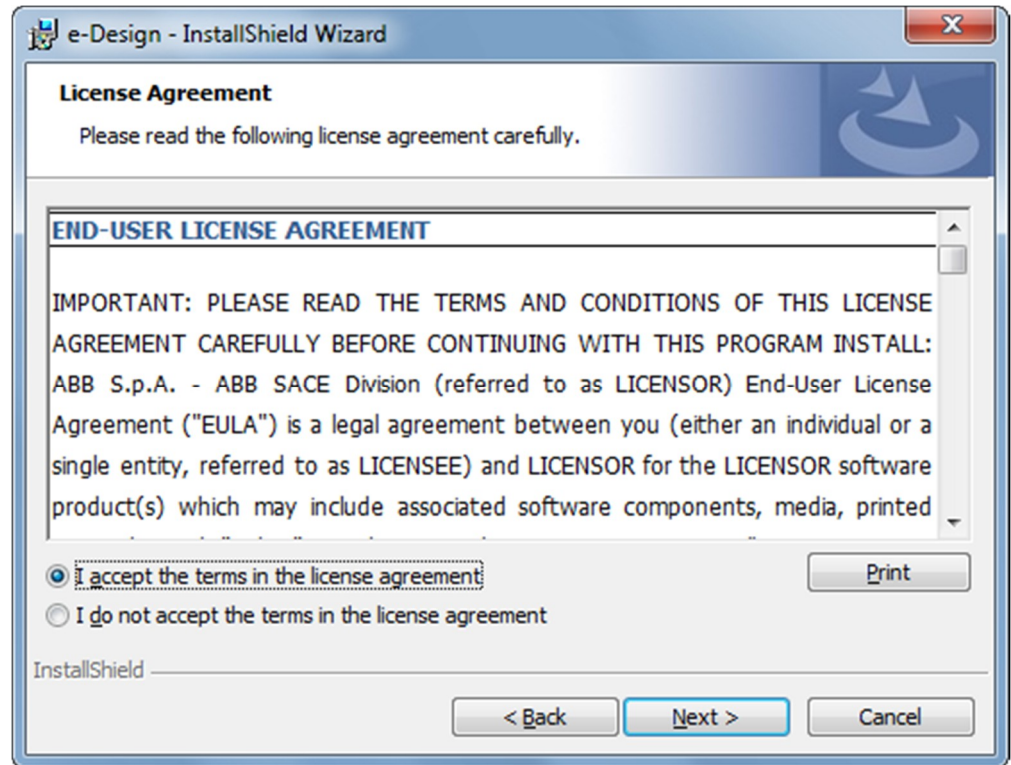 e-Design - InstallShield Wizard
License Agreement
Please read the following license agreement carefully.
END-USER LICENSE AGREEMENT
IMPORTANT: PLEASE READ THE TERMS AND CONDITIONS OF THIS LICENSE
AGREEMENT CAREFULLY BEFORE CONTINUING WITH THIS PROGRAM INSTALL:
ABB S.p.A. - ABB SACE Division (referred to as LICENSOR) End-User License
Agreement ("EULA") is a legal agreement between you (either an individual or a
single entity, referred to as LICENSEE) and LICENSOR for the LICENSOR software
product(s) which may include associated software components, media, printed
I accept the terms in the license agreement
Print
I do not accept the terms in the license agreement
InstallShield
< Back
Next >
Cancel